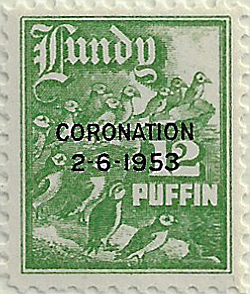 Lundy
CORONATION
12
2-6-1953
PUFFIN